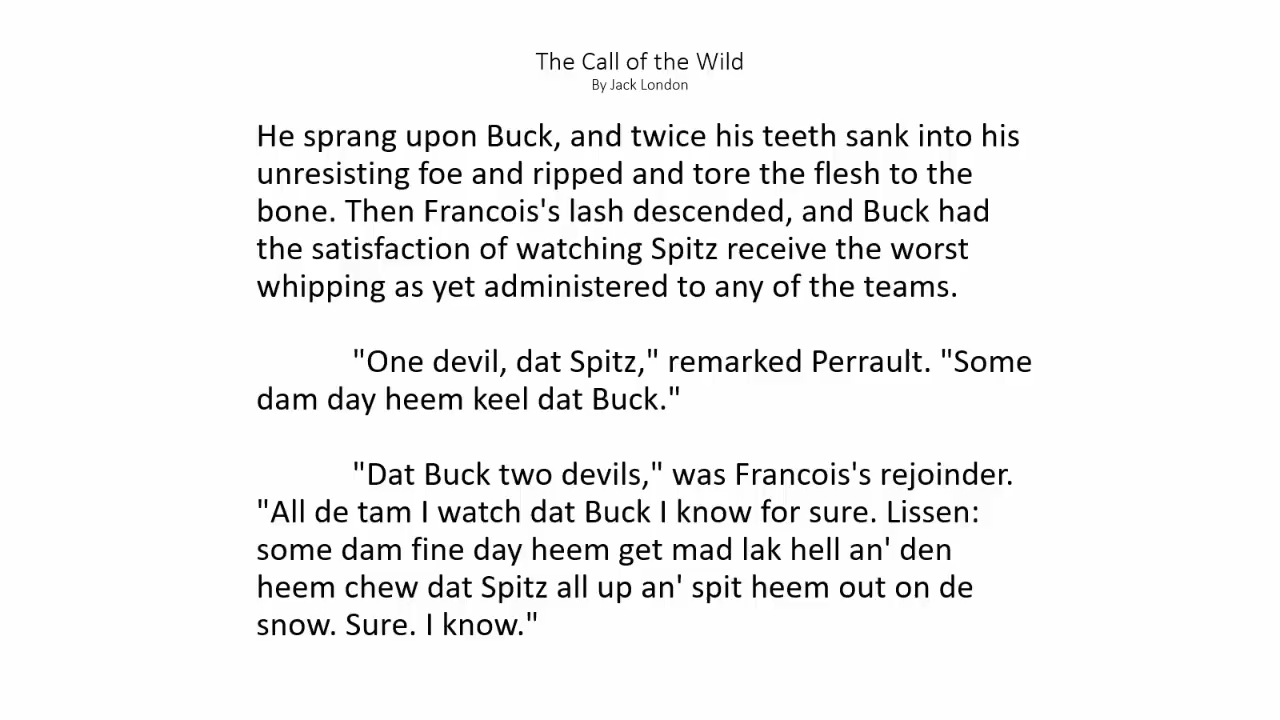 The Call of the Wild
By Jack London
He sprang upon Buck, and twice his teeth sank into his
unresisting foe and ripped and tore the flesh to the
bone. Then Francois's lash descended, and Buck had
the satisfaction of watching Spitz receive the worst
whipping as yet administered to any of the teams.
"One devil, dat Spitz," remarked Perrault. "Some
dam day heem keel dat Buck."
"Dat Buck two devils," was Francois's rejoinder.
"All de tam I watch dat Buck I know for sure. Lissen:
some dam fine day heem get mad lak hell an' den
heem chew dat Spitz all up an' spit heem out on de
snow. Sure. I know."